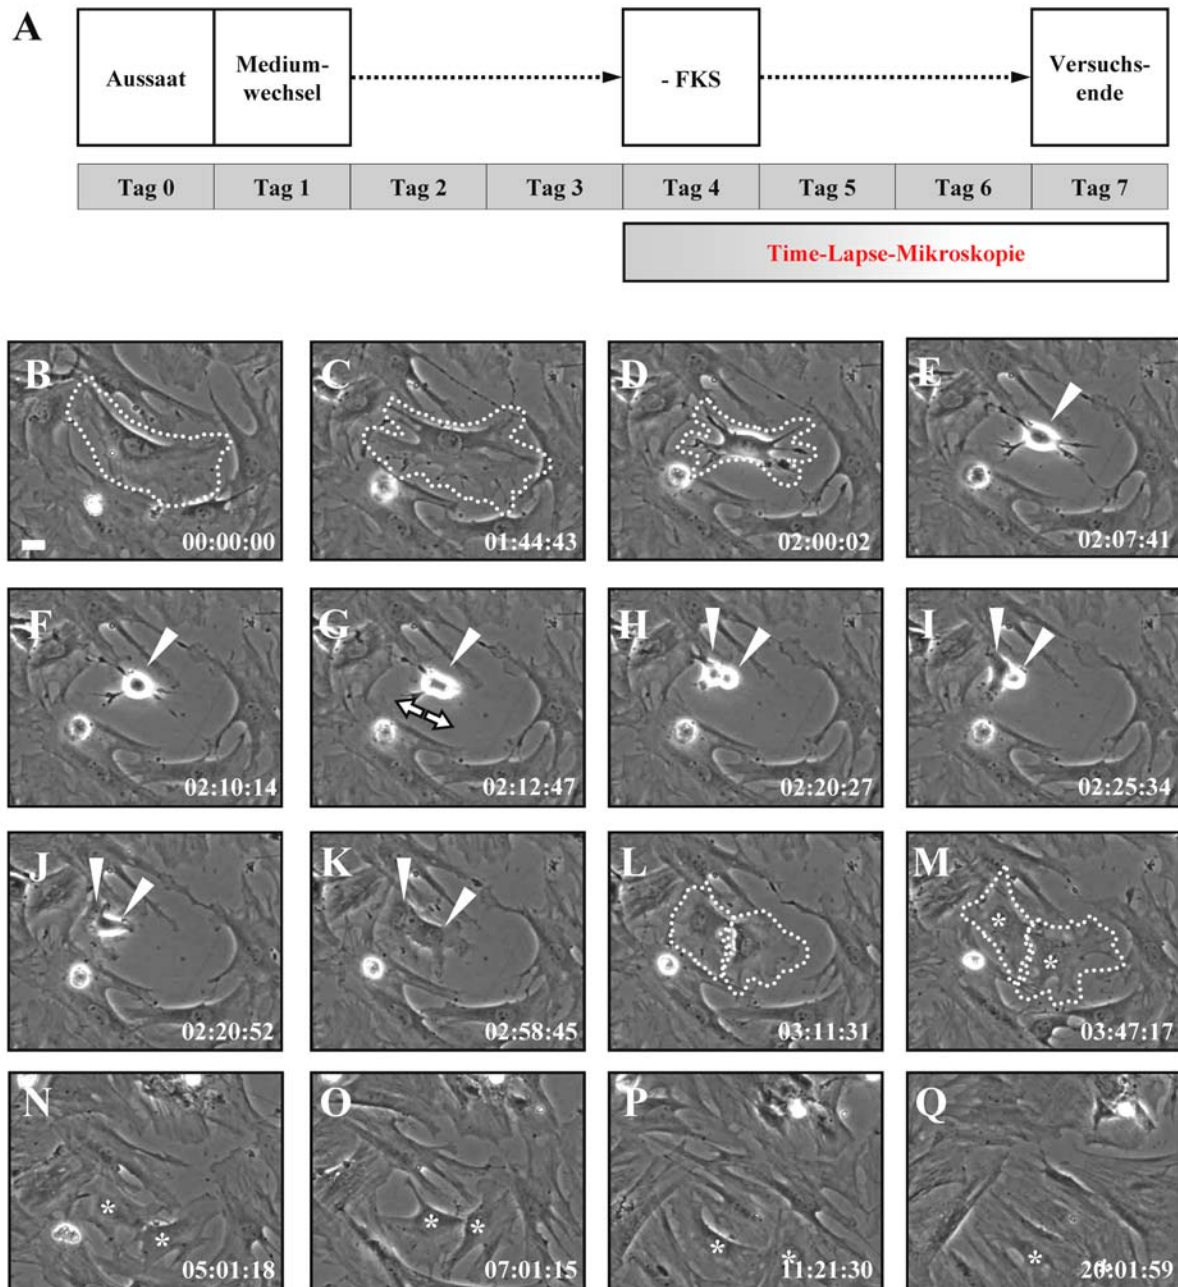 A
Aussaat
Medium-
wechsel
- FKS
Versuchs-
ende
Tag 0 Tag 1 Tag 2 Tag 3 Tag 4 Tag 5 Tag 6 Tag 7
Time-Lapse-Mikroskopie
B C D E
00:00:00 01:44:43 02:00:02 02:07:41
F G H I
02:10:14 02:12:47 02:20:27 02:25:34
J K L M
* *
02:20:52 02:58:45 03:11:31 03:47:17
N O P Q
* * * * * * * *
05:01:18 07:01:15 11:21:30 20:01:59